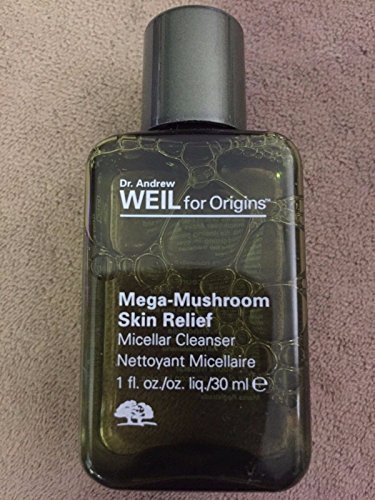 Dr. Andrew
WEIL for Origins™
Mega-Mushroom
Skin Relief
Micellar Cleanser
Nettoyant Micellaire
1 fl. oz./oz. liq./30 ml ℮